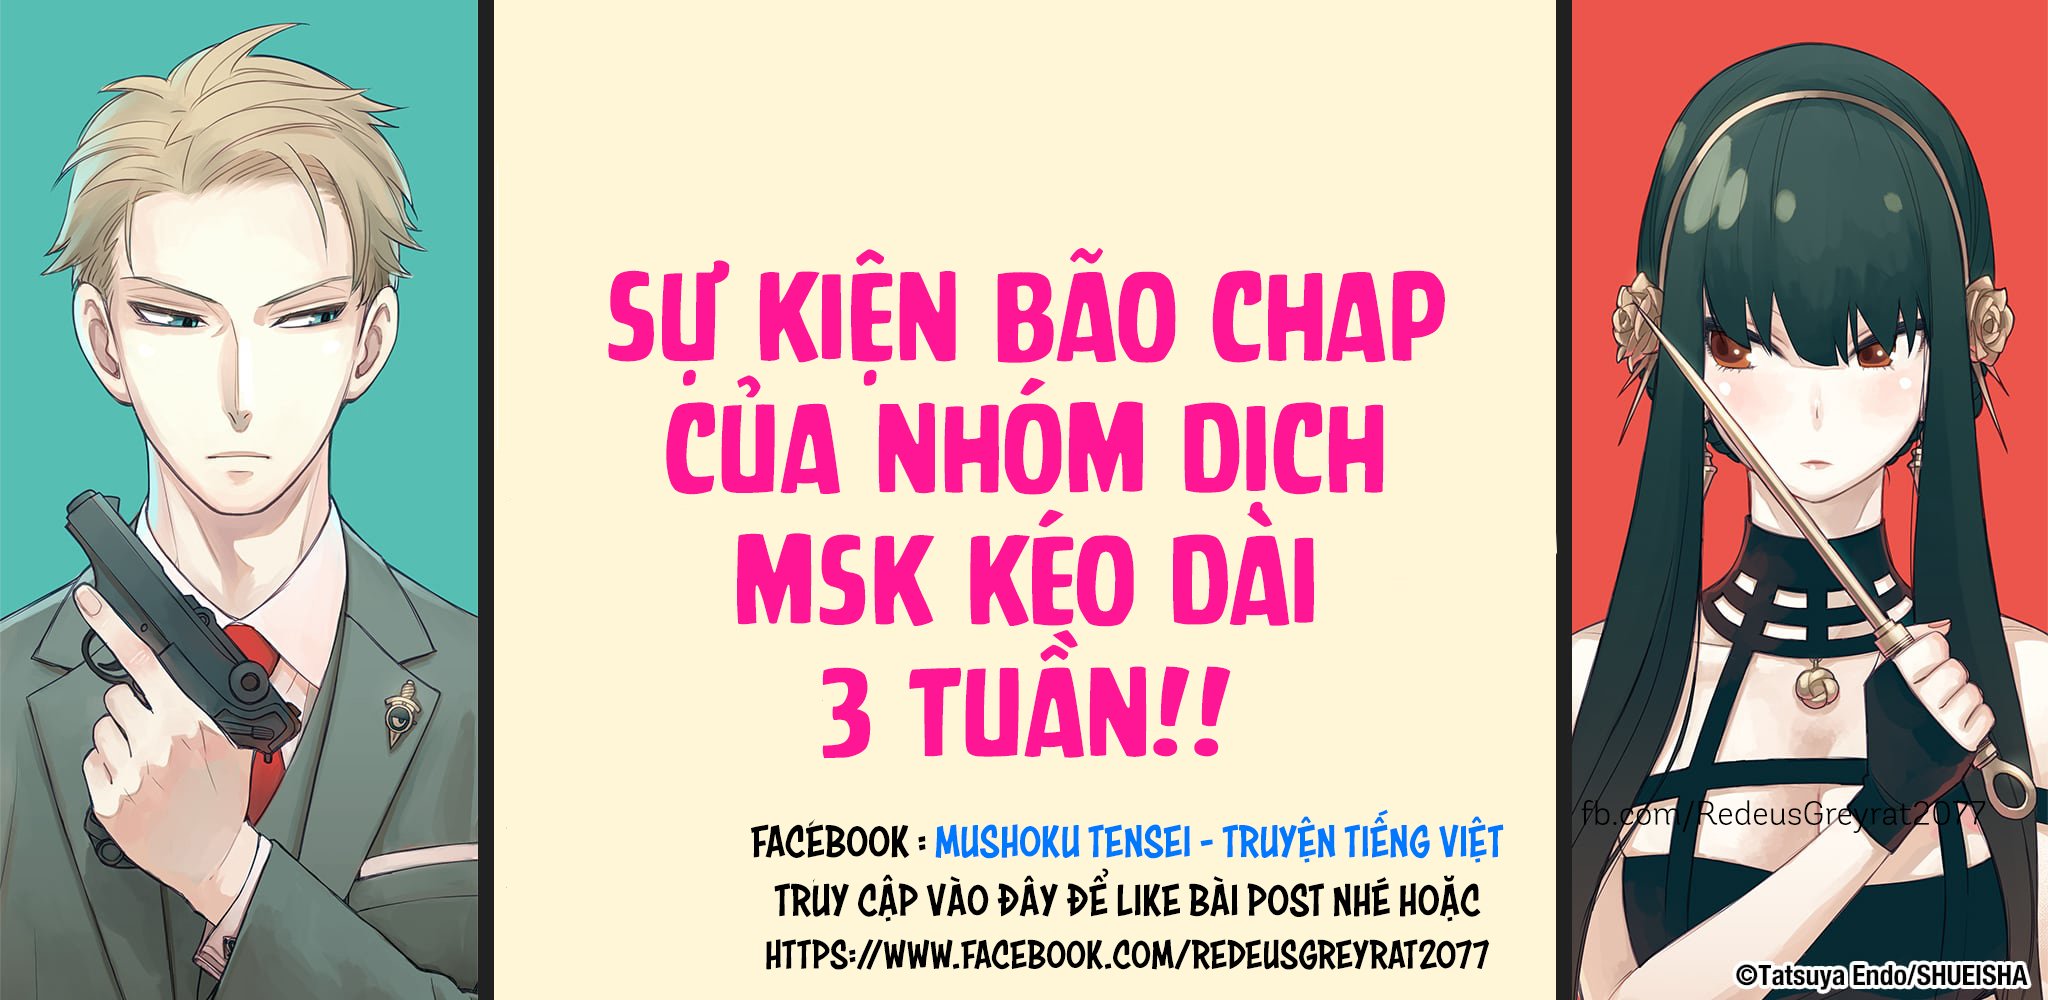 SỰ KIỆN BÃO CHAP
CỦA NHÓM DỊCH
MSK KÉO DÀI
3 TUẦN!!
FACEBOOK : MUSHOKU TENSEI - TRUYỆN TIẾNG VIỆT
TRUY CẬP VÀO ĐÂY ĐỂ LIKE BÀI POST NHÉ HOẶC
HTTPS://WWW.FACEBOOK.COM/REDEUSGREYRAT2077
fb.com/RedeusGreyrat2077
©Tatsuya Endo/SHUEISHA